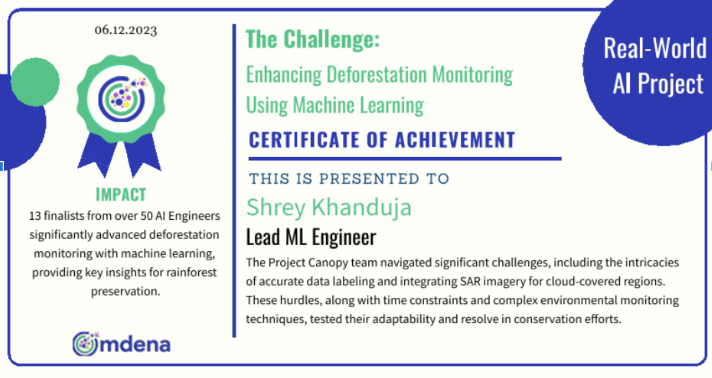 06.12.2023
IMPACT
13 finalists from over 50 AI Engineers
significantly advanced deforestation
monitoring with machine learning,
providing key insights for rainforest
preservation.
omdena
The Challenge:
Enhancing Deforestation Monitoring
Using Machine Learning
CERTIFICATE OF ACHIEVEMENT
THIS IS PRESENTED TO
Shrey Khanduja
Lead ML Engineer
The Project Canopy team navigated significant challenges, including the intricacies
of accurate data labeling and integrating SAR imagery for cloud-covered regions.
These hurdles, along with time constraints and complex environmental monitoring
techniques, tested their adaptability and resolve in conservation efforts.
Real-World
AI Project